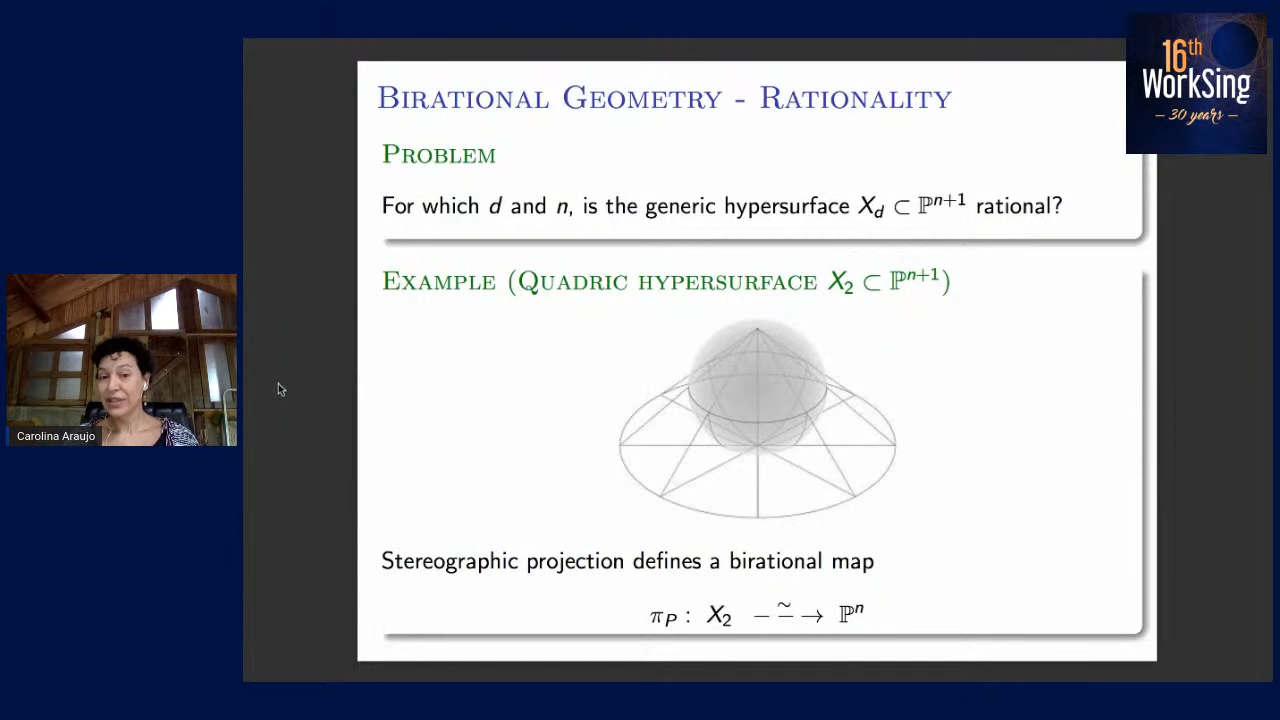 16th
WorkSing
– 30 years –
BIRATIONAL GEOMETRY - RATIONALITY
PROBLEM
For which d and n, is the generic hypersurface X_d ⊂ ℙ^{n+1} rational?
EXAMPLE (QUADRIC HYPERSURFACE X_2 ⊂ ℙ^{n+1})
Carolina Araujo
Stereographic projection defines a birational map
π_P : X_2 −∼→ ℙ^n